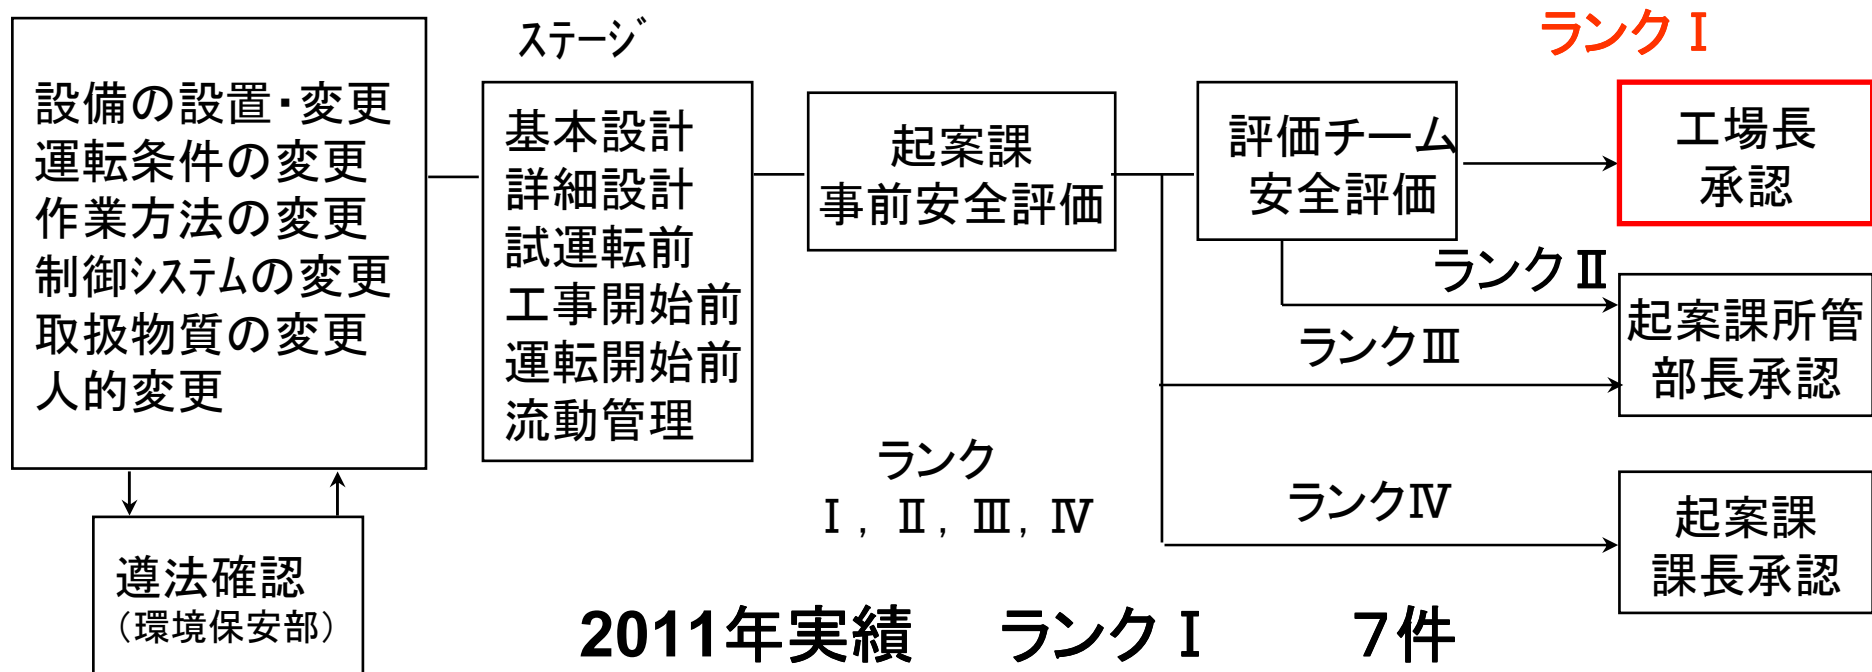 設備の設置・変更
運転条件の変更
作業方法の変更
制御ｼｽﾃﾑの変更
取扱物質の変更
人的変更
遵法確認
（環境保安部）
ｽﾃｰｼﾞ
基本設計
詳細設計
試運転前
工事開始前
運転開始前
流動管理
起案課
事前安全評価
ランク
Ⅰ，Ⅱ，Ⅲ，Ⅳ
評価チーム
安全評価
ランクⅠ
工場長
承認
ランクⅡ
ランクⅢ
起案課所管
部長承認
ランクⅣ
起案課
課長承認
2011年実績　ランクⅠ　７件